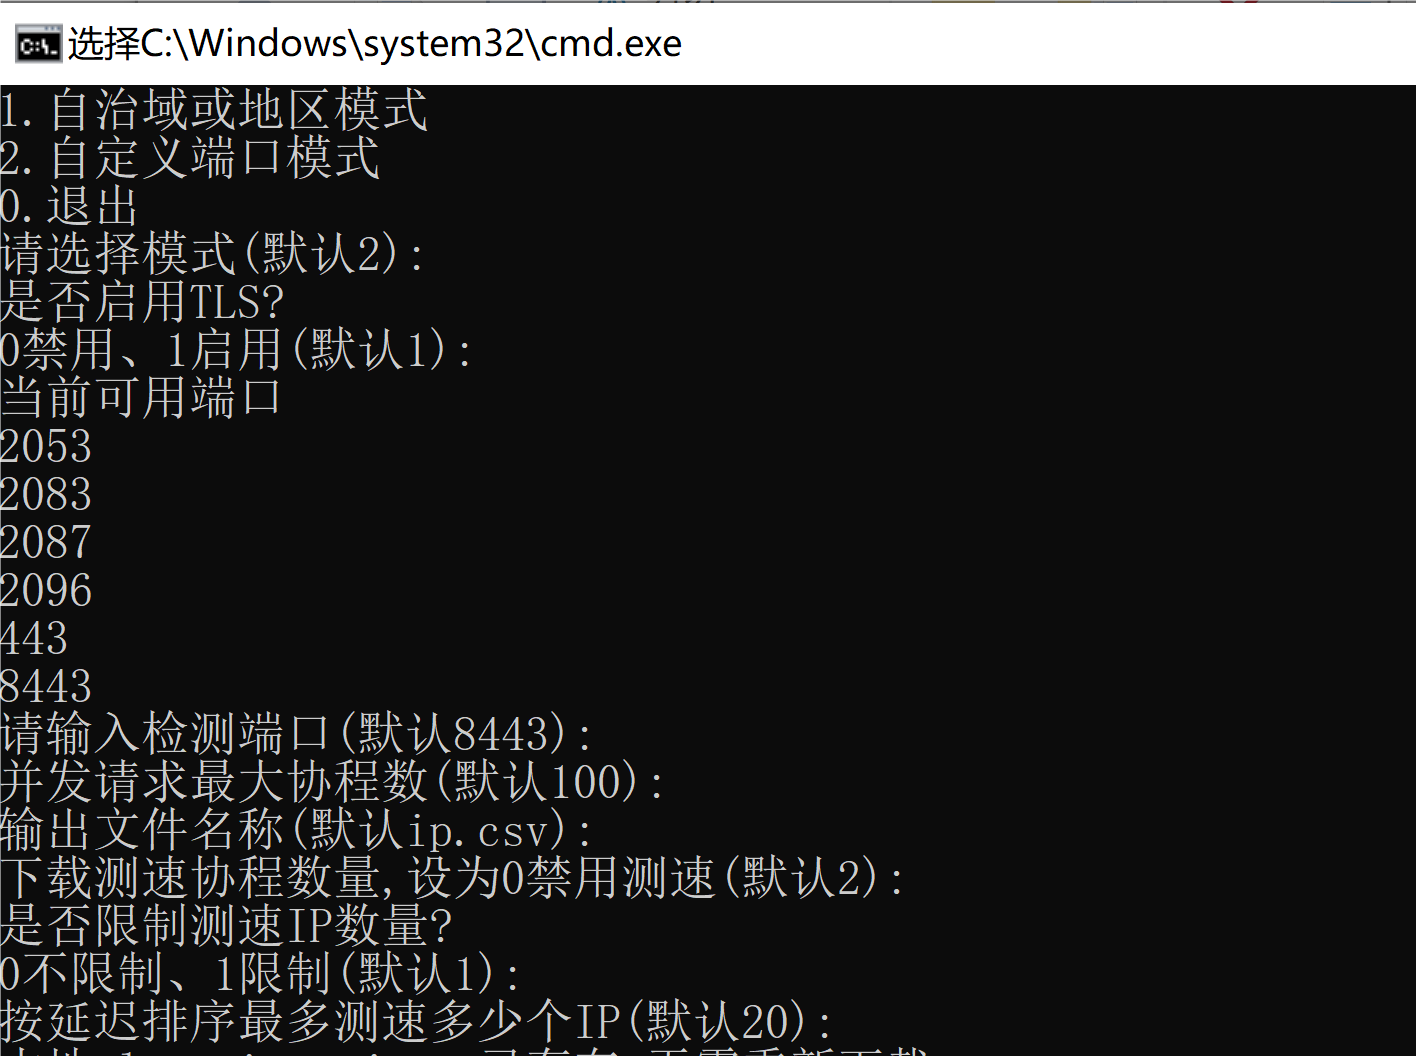 选择C:\Windows\system32\cmd.exe
1.自治域或地区模式
2.自定义端口模式
0.退出
请选择模式(默认2):
是否启用TLS?
0禁用、1启用(默认1):
当前可用端口
2053
2083
2087
2096
443
8443
请输入检测端口(默认8443):
并发请求最大协程数(默认100):
输出文件名称(默认ip.csv):
下载测速协程数量,设为0禁用测速(默认2):
是否限制测速IP数量?
0不限制、1限制(默认1):
按延迟排序最多测速多少个IP(默认20):